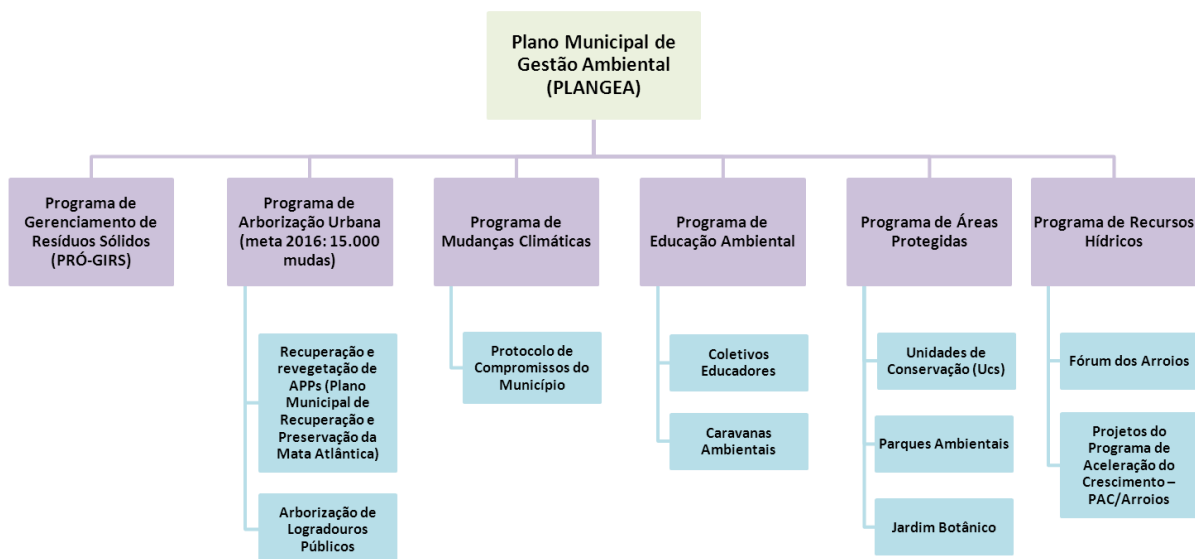 Plano Municipal de
Gestão Ambiental
(PLANGEA)
Programa de
Gerenciamento de
Resíduos Sólidos
(PRÓ-GIRS)
Programa de
Arborização Urbana
(meta 2016: 15.000
mudas)
Recuperação e
revegetação de
APPs (Plano
Municipal de
Recuperação e
Preservação da
Mata Atlântica)
Arborização de
Logradouros
Públicos
Programa de
Mudanças Climáticas
Protocolo de
Compromissos do
Município
Programa de
Educação Ambiental
Coletivos
Educadores
Caravanas
Ambientais
Programa de Áreas
Protegidas
Unidades de
Conservação (Ucs)
Parques Ambientais
Jardim Botânico
Programa de Recursos
Hídricos
Fórum dos Arroios
Projetos do
Programa de
Aceleração do
Crescimento –
PAC/Arroios